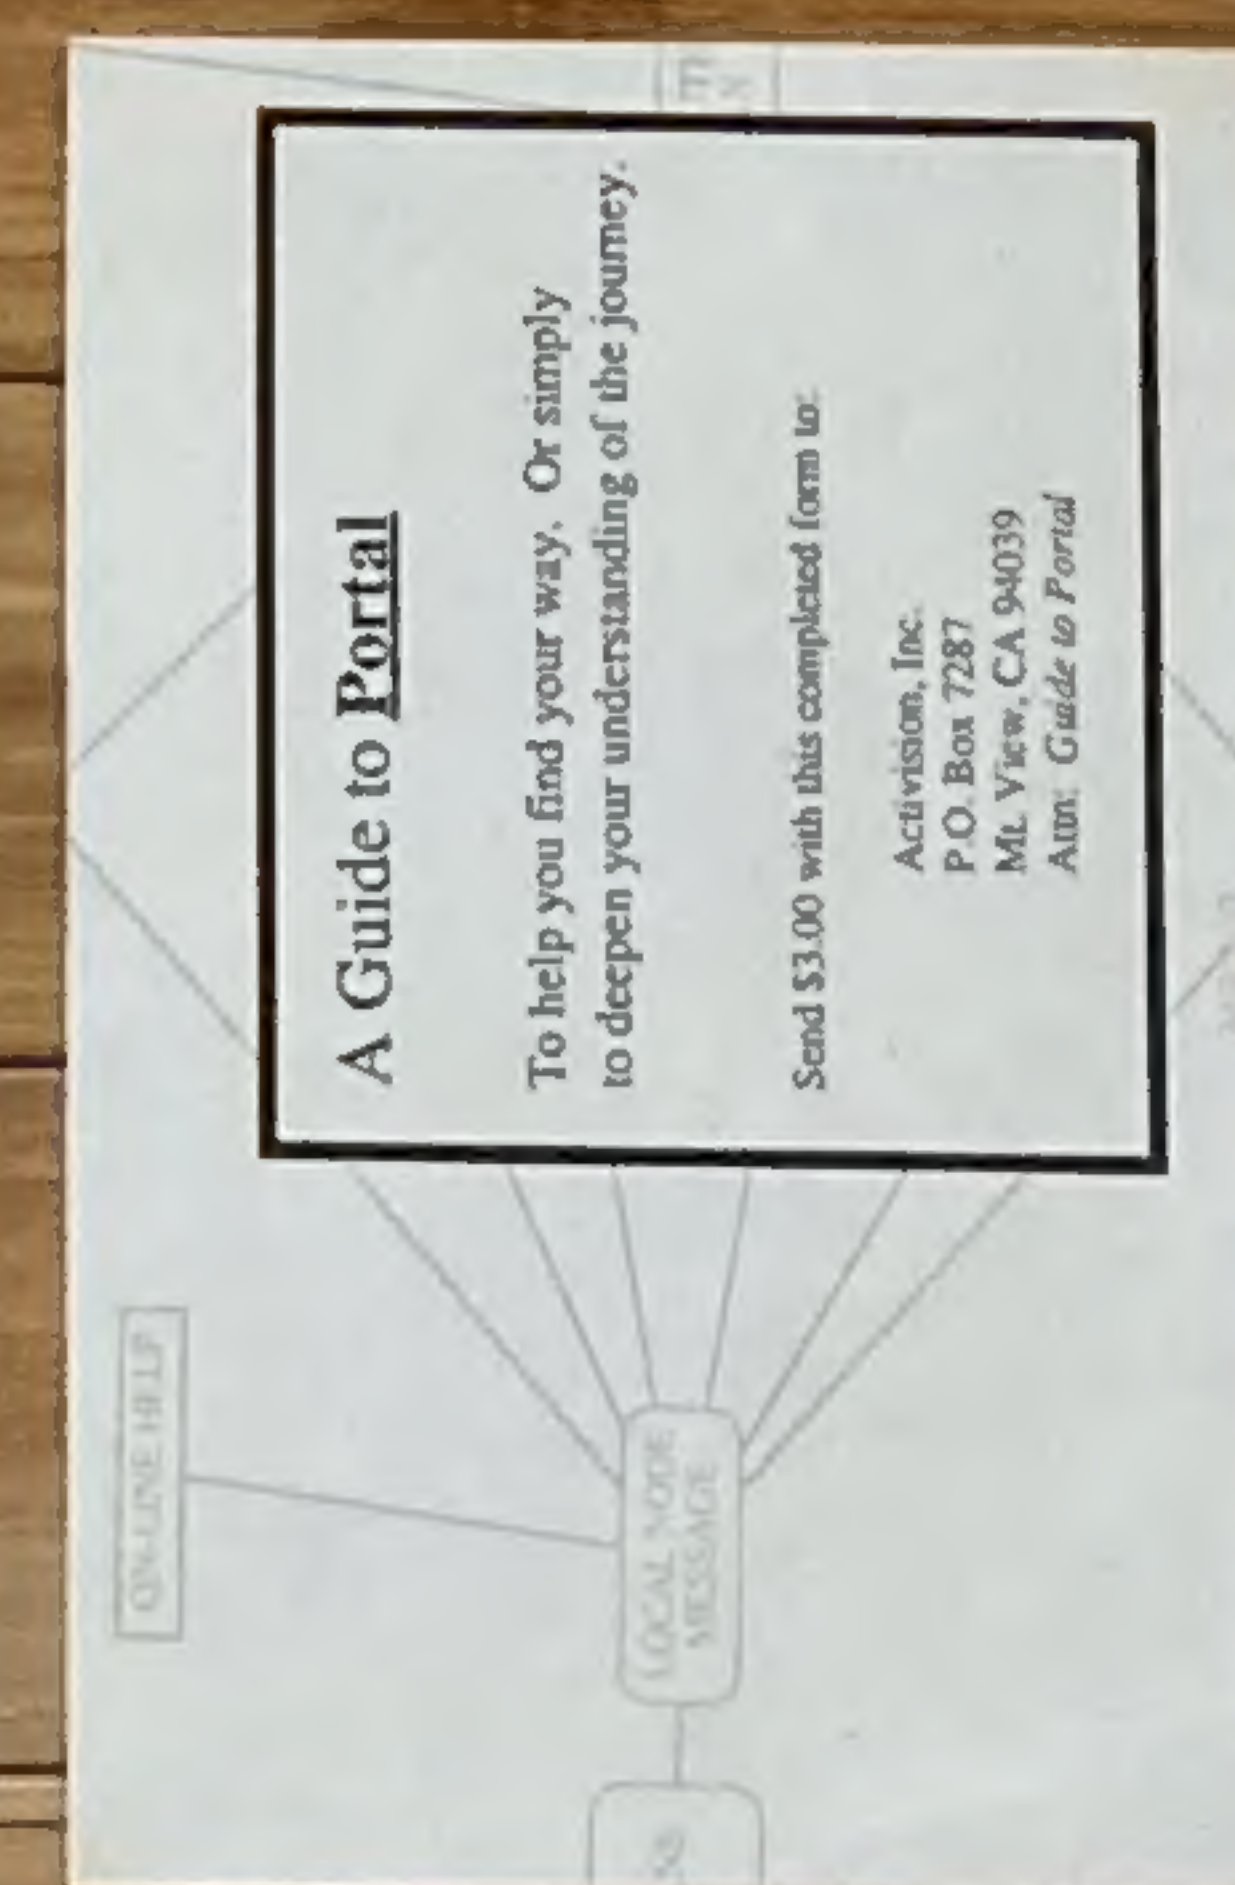 A Guide to Portal
To help you find your way. Or simply
to deepen your understanding of the journey.
Send $3.00 with this completed form to:
Activision, Inc.
P.O. Box 7287
Mt. View, CA 94039
Attn: Guide to Portal
ON-LINE HELP
LOCAL NODE
MESSAGE